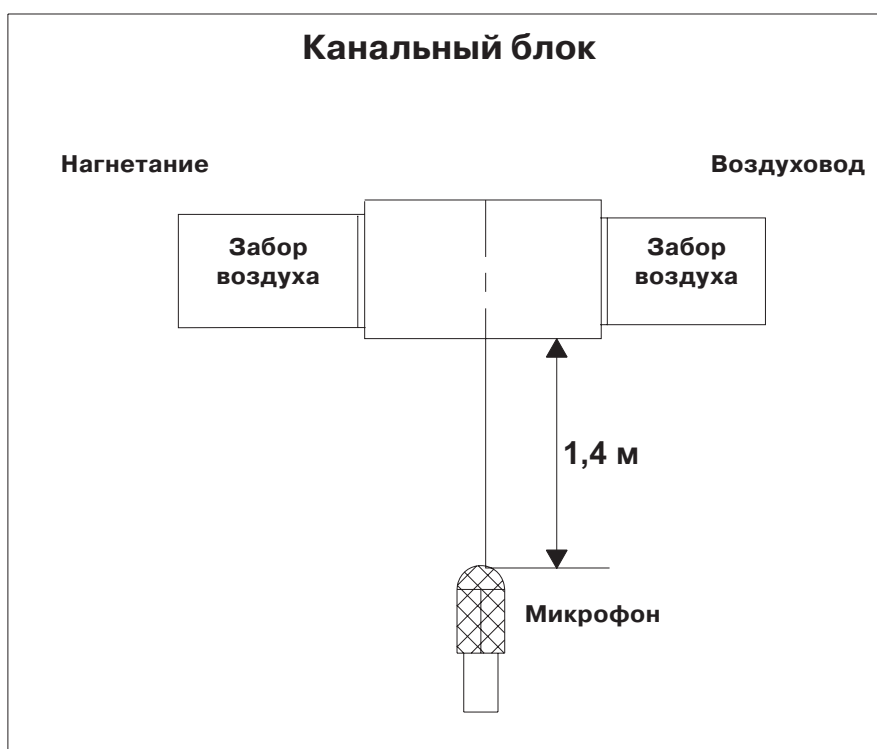 Канальный блок
Нагнетание
Воздуховод
Забор
воздуха
Забор
воздуха
1,4 м
Микрофон